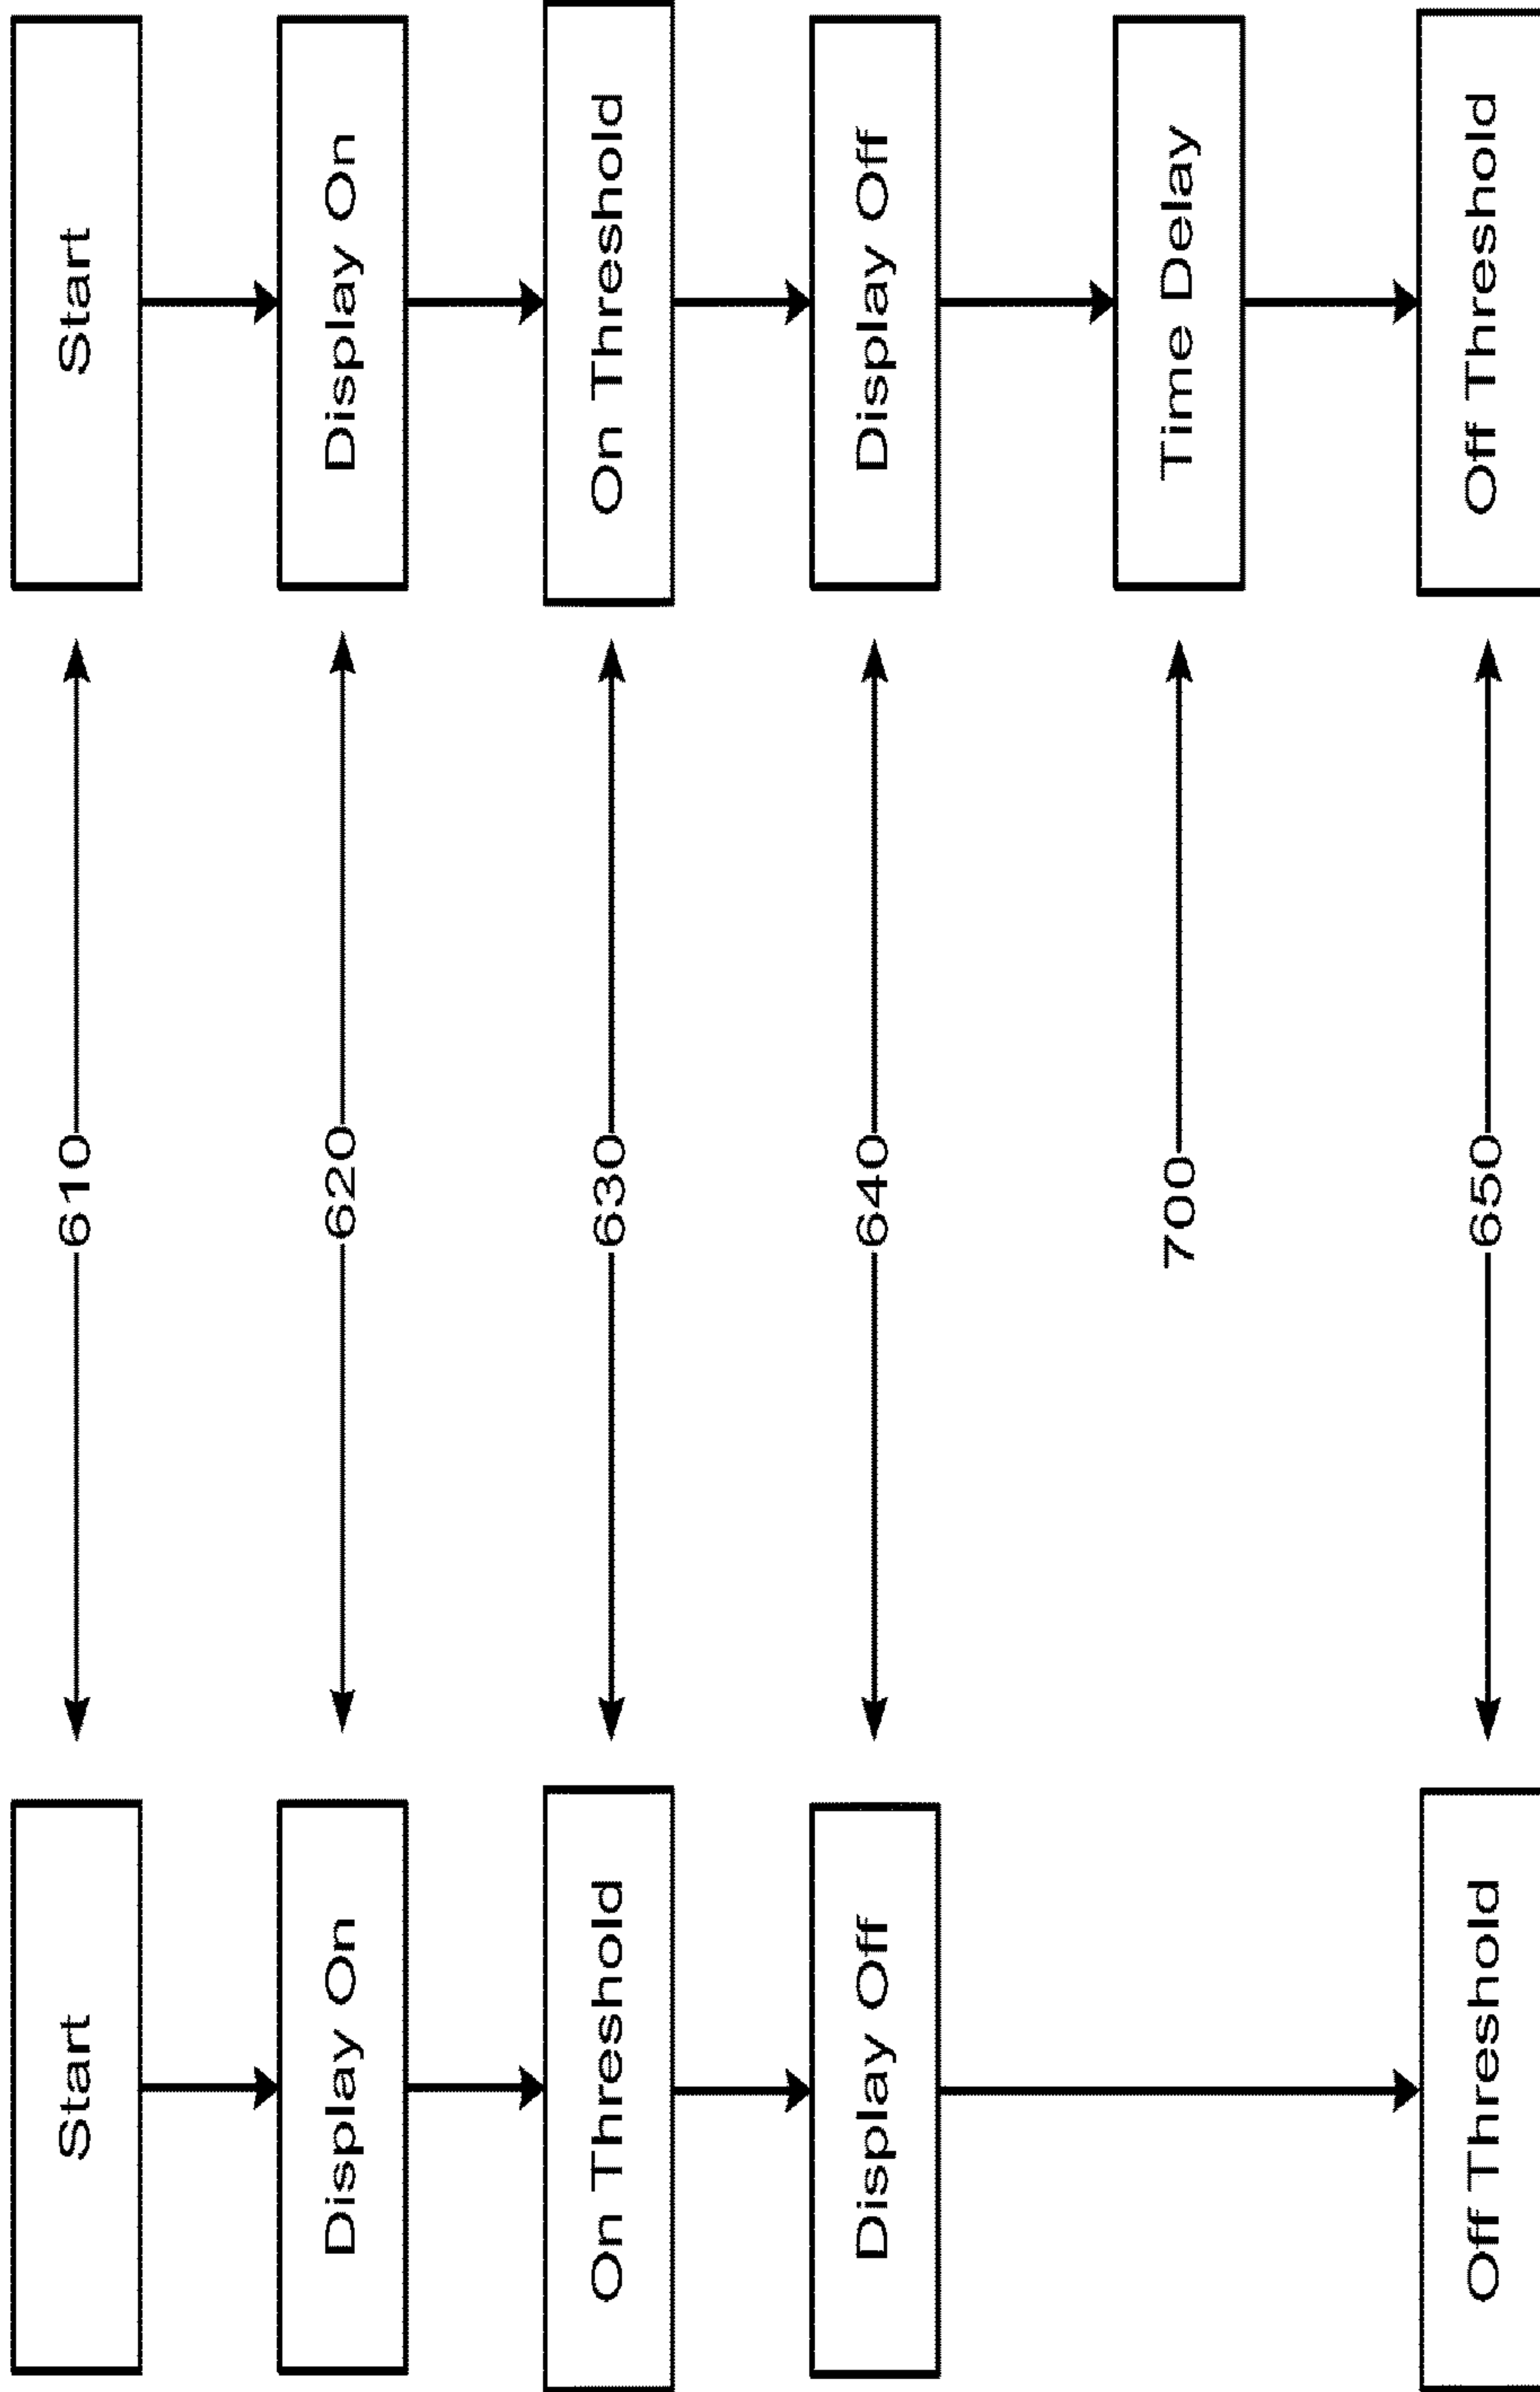 Start
610
Start
Display On
620
Display On
On Threshold
630
On Threshold
Display Off
640
Display Off
700
Time Delay
Off Threshold
650
Off Threshold